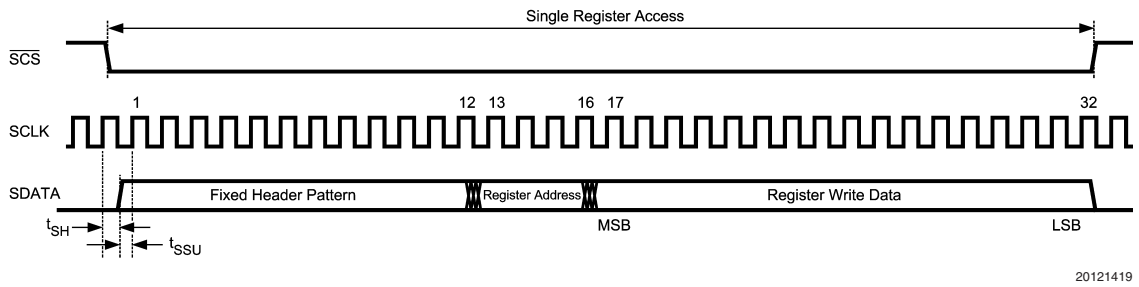 Single Register Access
SCS
1 12 13 16 17 32
SCLK
SDATA Fixed Header Pattern Register Address Register Write Data
tSH MSB LSB
tSSU
20121419